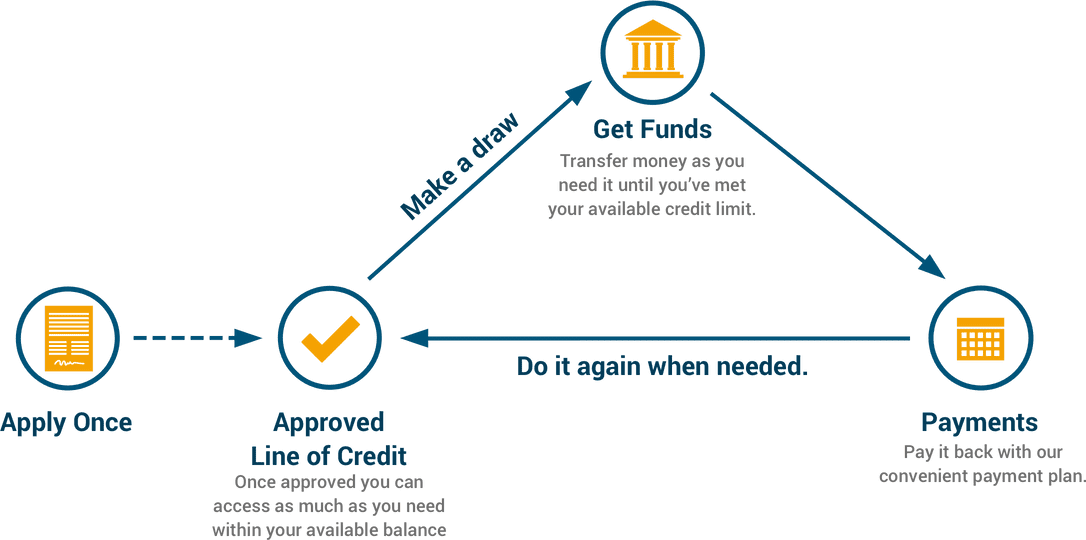 Make a draw
Get Funds
Transfer money as you
need it until you’ve met
your available credit limit.
Do it again when needed.
Apply Once
Approved
Line of Credit
Once approved you can
access as much as you need
within your available balance
Payments
Pay it back with our
convenient payment plan.